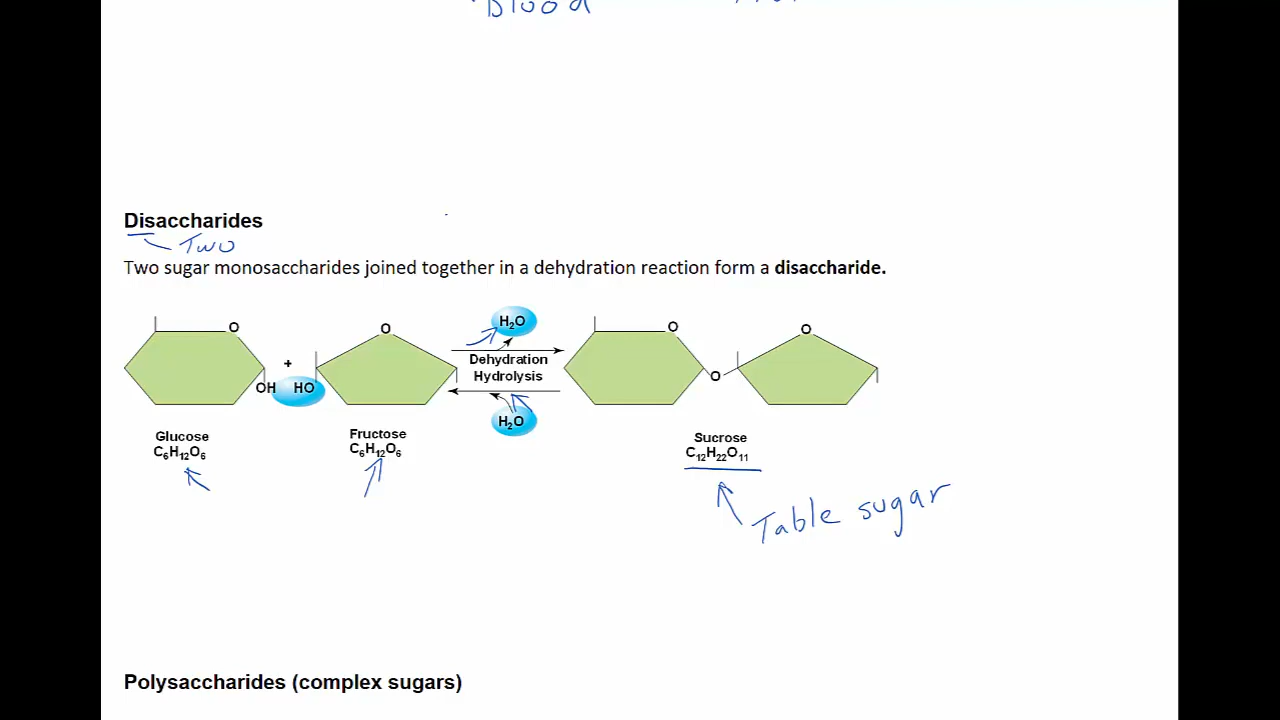 Blood
Disaccharides
Two
Two sugar monosaccharides joined together in a dehydration reaction form a disaccharide.
O
O
H₂O
O
O
+
Dehydration
Hydrolysis
OH HO
O
H₂O
Glucose
C₆H₁₂O₆
Fructose
C₆H₁₂O₆
Sucrose
C₁₂H₂₂O₁₁
Table sugar
Polysaccharides (complex sugars)